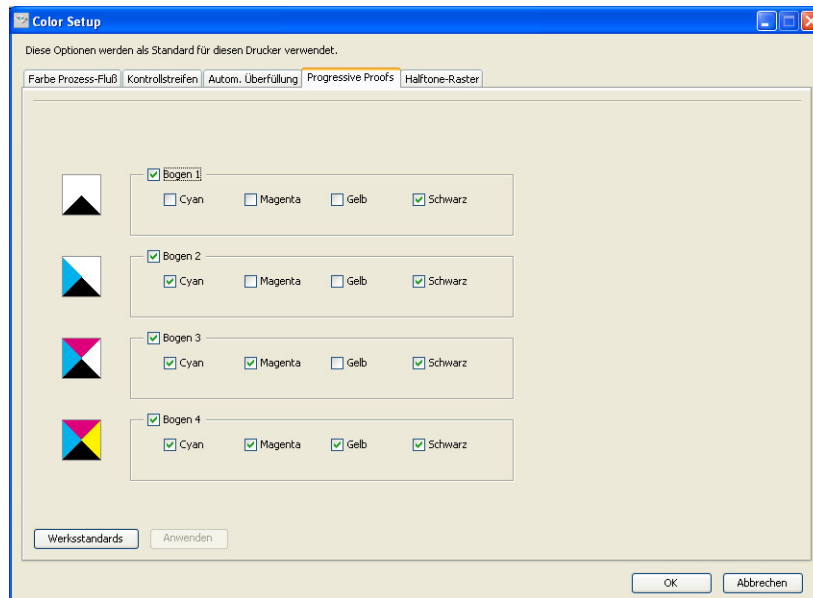 Color Setup
Diese Optionen werden als Standard für diesen Drucker verwendet.
Farbe Prozess-Fluß Kontrollstreifen Autom. Überfüllung Progressive Proofs Halftone-Raster
Bogen 1
Cyan Magenta Gelb Schwarz
Bogen 2
Cyan Magenta Gelb Schwarz
Bogen 3
Cyan Magenta Gelb Schwarz
Bogen 4
Cyan Magenta Gelb Schwarz
Werksstandards Anwenden
OK Abbrechen